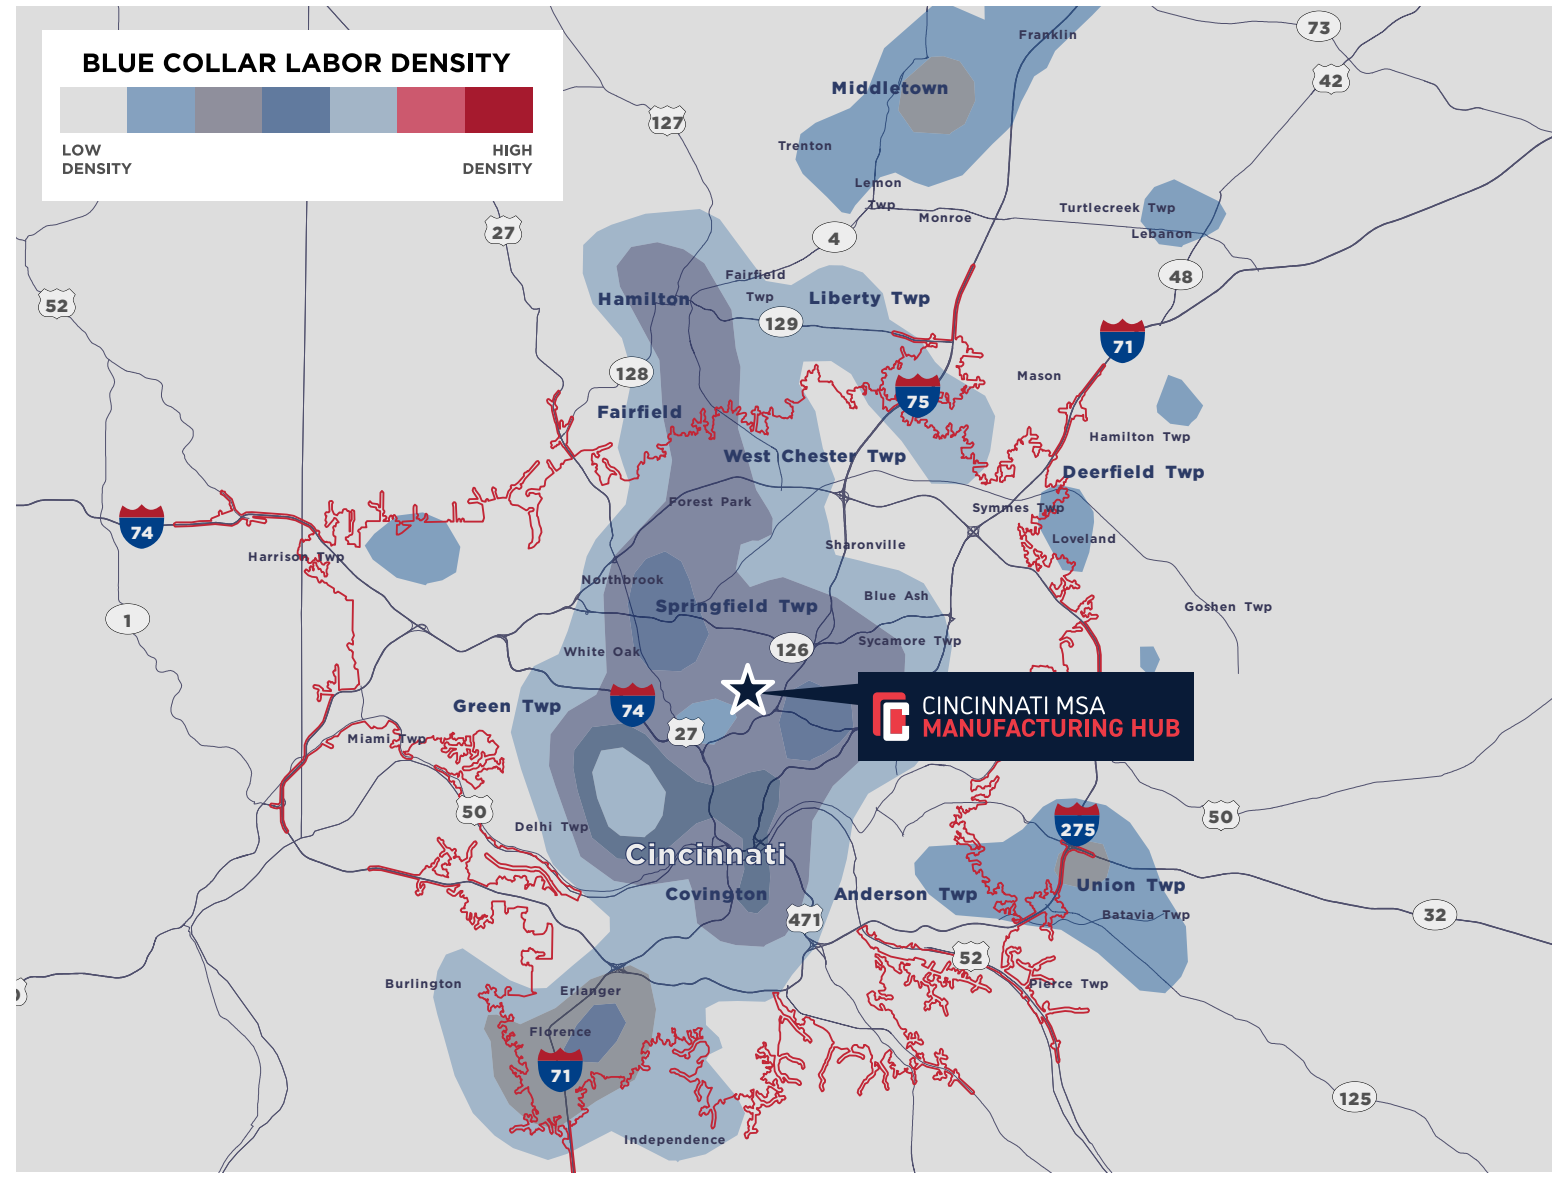 BLUE COLLAR LABOR DENSITY
LOW
DENSITY
HIGH
DENSITY
Franklin
73
42
Middletown
127
Trenton
Lemon
Twp
Monroe
Turtlecreek Twp
Lebanon
27
4
48
52
Fairfield
Twp
Hamilton
Liberty Twp
129
71
128
75
Mason
Fairfield
Hamilton Twp
West Chester Twp
Deerfield Twp
Forest Park
Symmes Twp
74
Loveland
Harrison Twp
Sharonville
Northbrook
Blue Ash
Springfield Twp
Goshen Twp
1
126
Sycamore Twp
White Oak
74
Green Twp
CINCINNATI MSA
MANUFACTURING HUB
27
Miami Twp
50
50
Delhi Twp
275
Cincinnati
Covington
Anderson Twp
Union Twp
Batavia Twp
471
32
52
Burlington
Erlanger
Pierce Twp
Florence
71
125
Independence